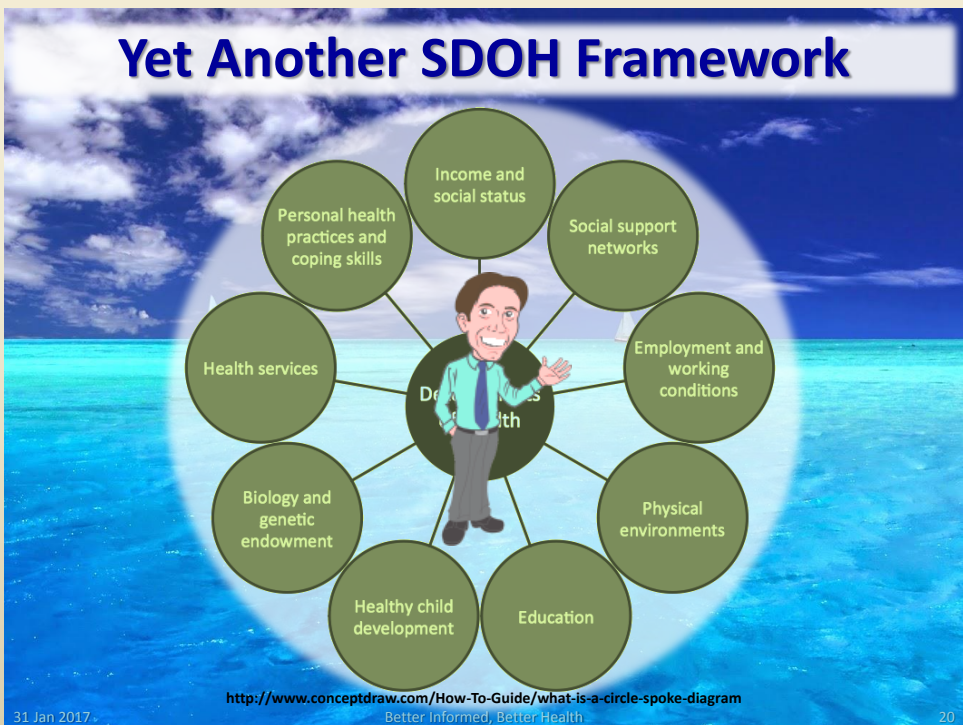 Yet Another SDOH Framework
Income and
social status
Social support
networks
Employment and
working
conditions
Physical
environments
Education
Healthy child
development
Biology and
genetic
endowment
Health services
Personal health
practices and
coping skills
http://www.conceptdraw.com/How-To-Guide/what-is-a-circle-spoke-diagram
31 Jan 2017
Better Informed, Better Health
20